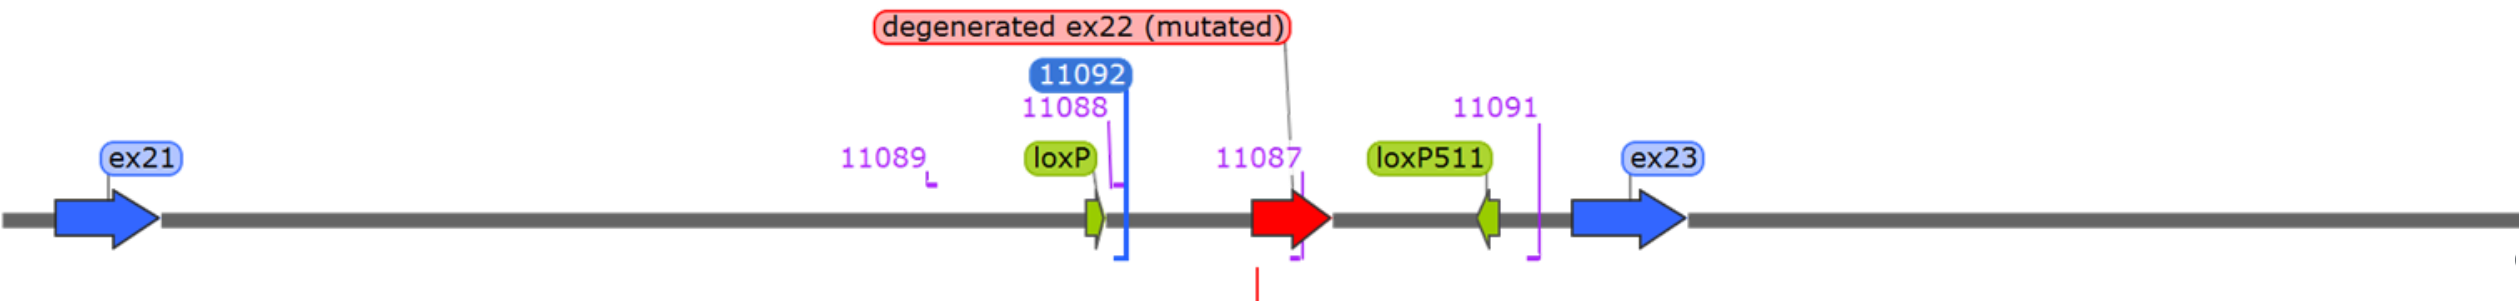 degenerated ex22 (mutated)
11092
11088
11091
ex21
11089
loxP
11087
loxP511
ex23